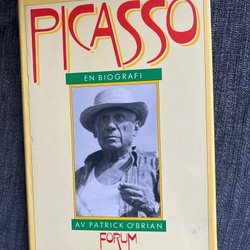 PICASSO
EN BIOGRAFI
AV PATRICK O'BRIAN
FORUM